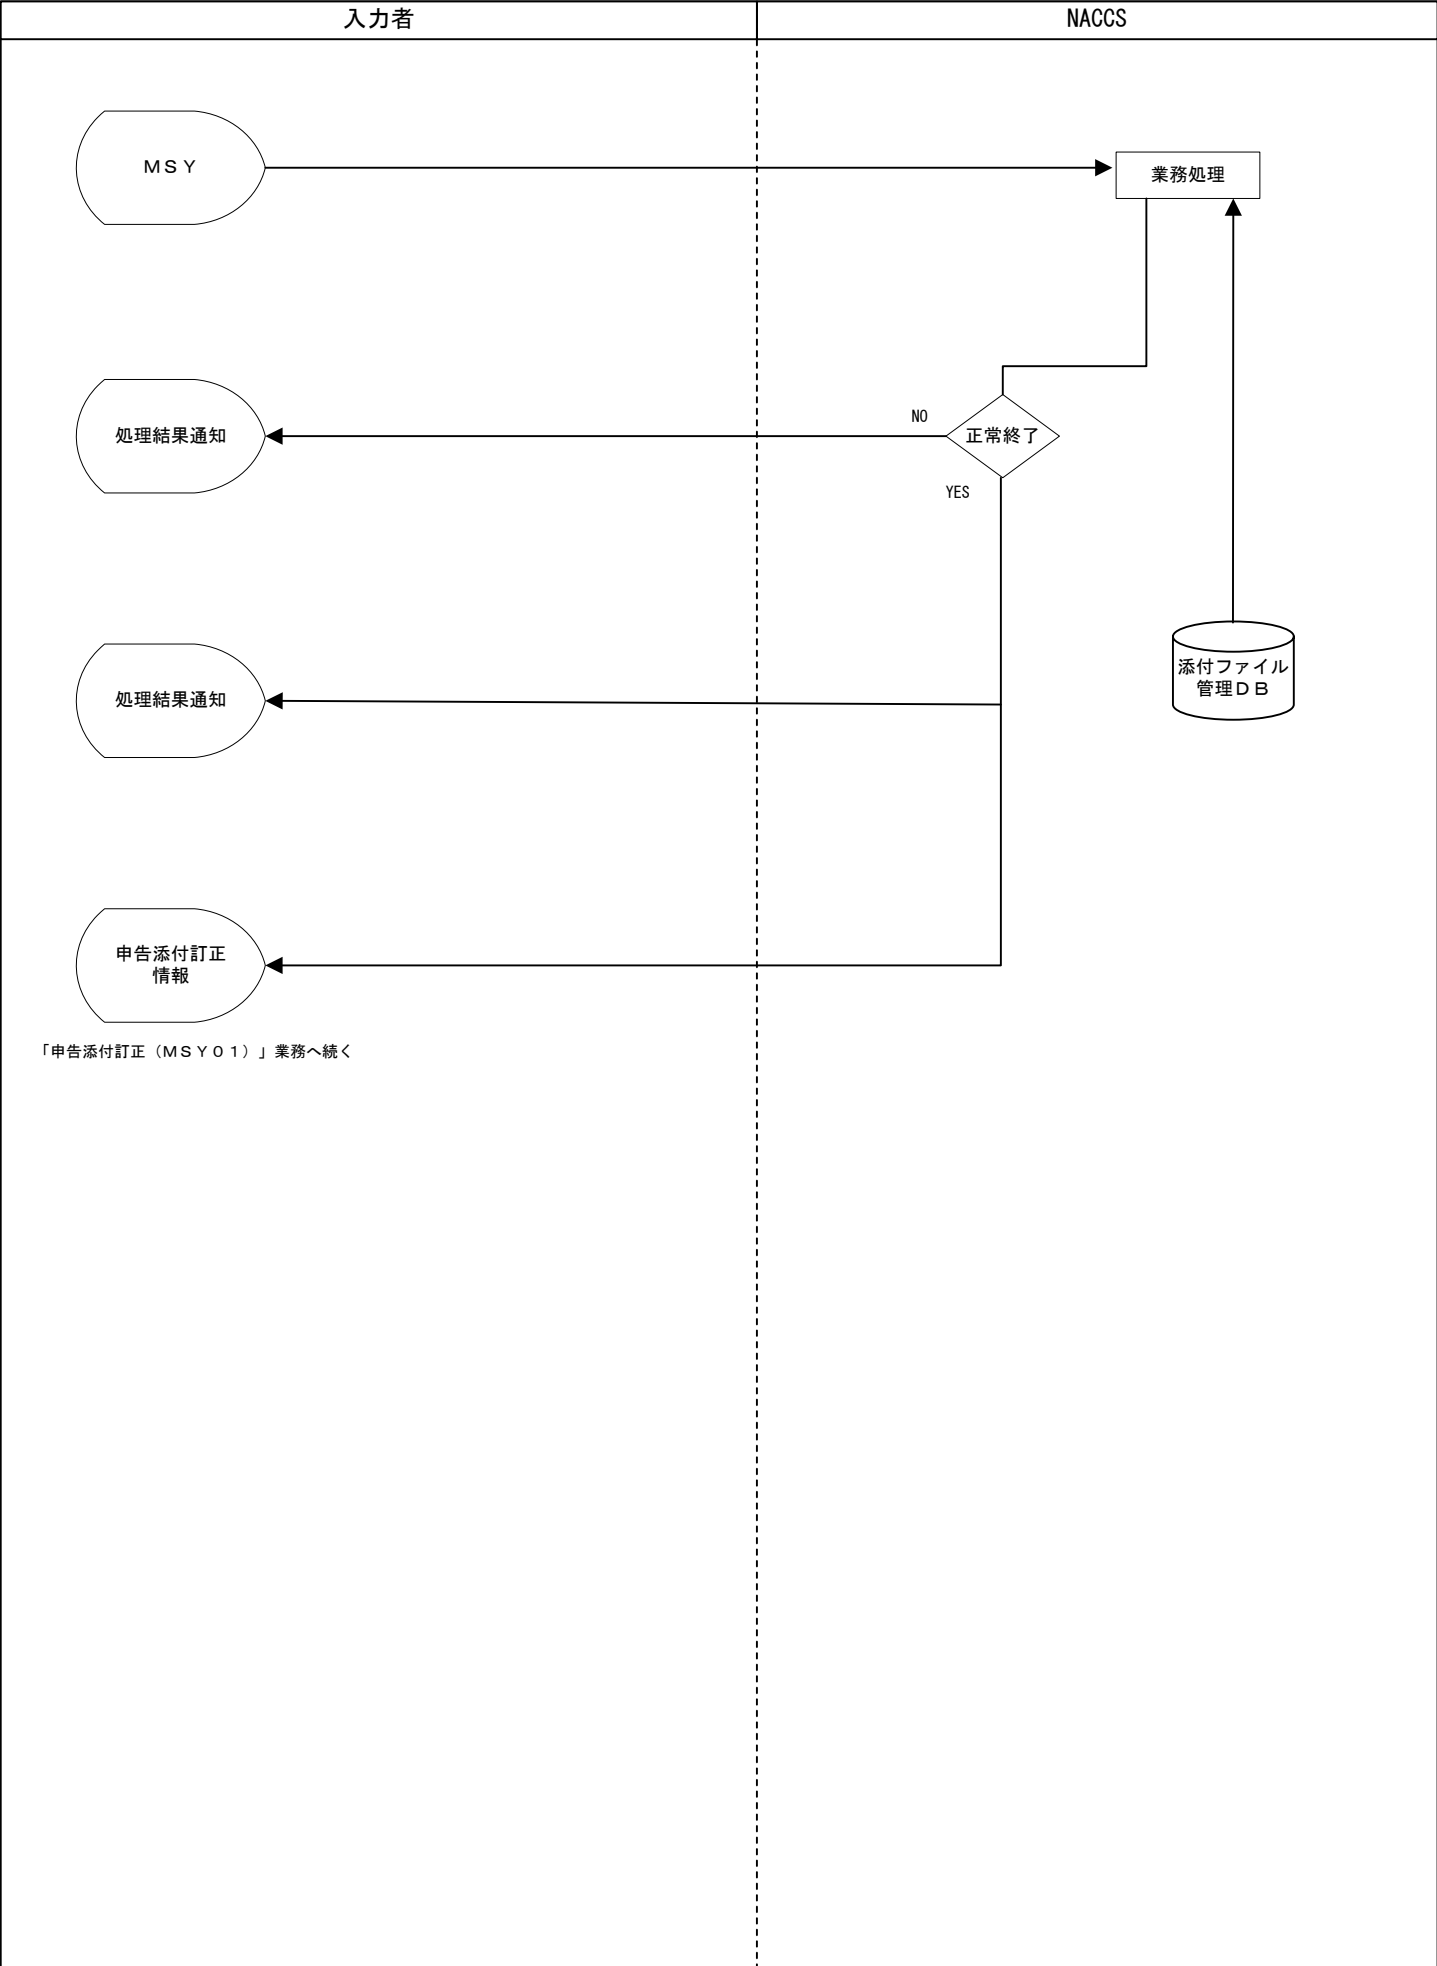 入力者
NACCS
ＭＳＹ
業務処理
処理結果通知
NO
正常終了
YES
処理結果通知
添付ファイル
管理ＤＢ
申告添付訂正
情報
「申告添付訂正（ＭＳＹ０１）」業務へ続く